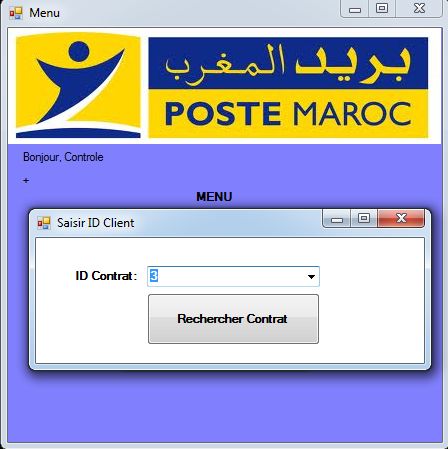 Menu
بريد المغرب
POSTE MAROC
Bonjour, Controle
+
MENU
Saisir ID Client
ID Contrat: 3
Rechercher Contrat